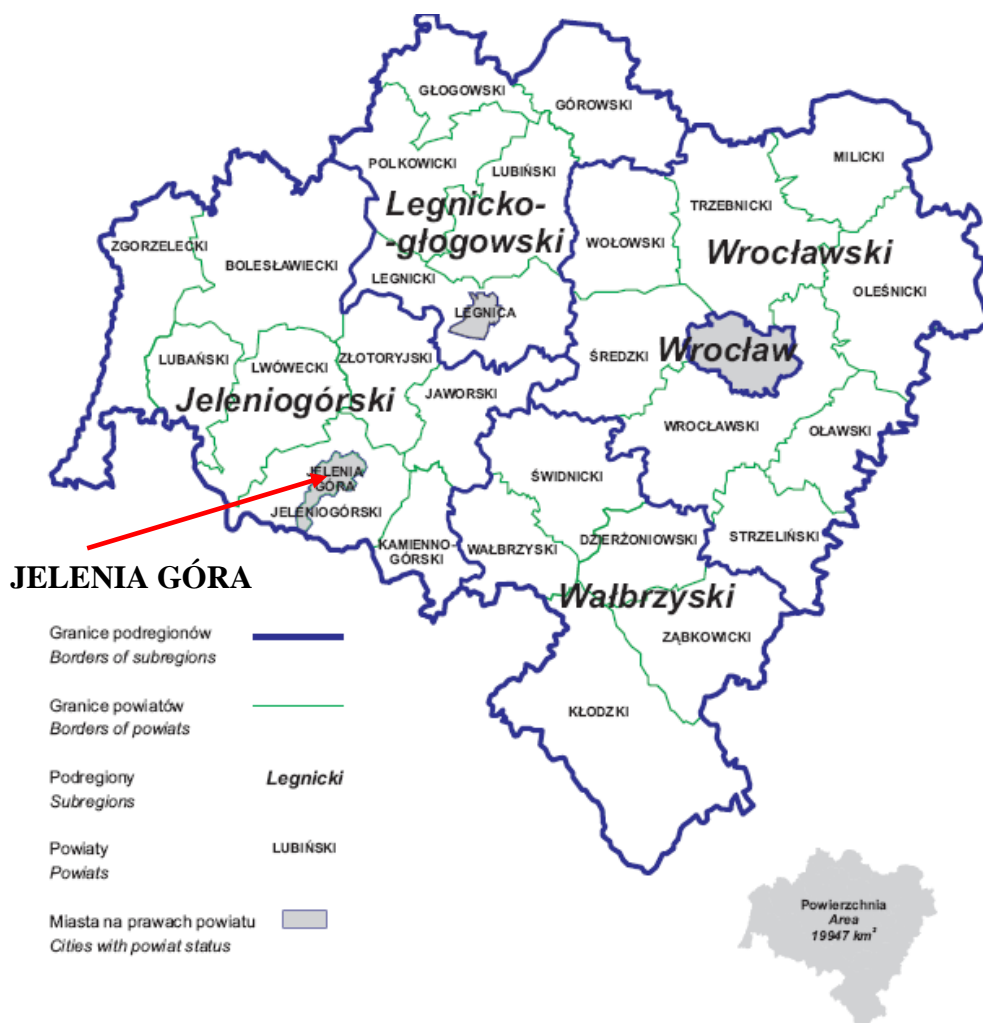 GŁOGOWSKI
GÓROWSKI
POLKOWICKI
LUBIŃSKI
MILICKI
TRZEBNICKI
Legnicko-
-głogowski
ZGORZELECKI
BOLESŁAWIECKI
WOŁOWSKI
Wrocławski
LEGNICKI
OLEŚNICKI
LEGNICA
LUBAŃSKI
LWÓWECKI
ZŁOTORYJSKI
ŚREDZKI
Wrocław
Jeleniogórski
JAWORSKI
WROCŁAWSKI
OŁAWSKI
JELENIA
GÓRA
ŚWIDNICKI
JELENIOGÓRSKI
KAMIENNO-
GÓRSKI
WAŁBRZYSKI
DZIERŻONIOWSKI
STRZELIŃSKI
JELENIA GÓRA
Wałbrzyski
ZĄBKOWICKI
KŁODZKI
Granice podregionów
Borders of subregions
Granice powiatów
Borders of powiats
Podregiony
Subregions
Legnicki
Powiaty
Powiats
LUBIŃSKI
Miasta na prawach powiatu
Cities with powiat status
Powierzchnia
Area
19947 km²